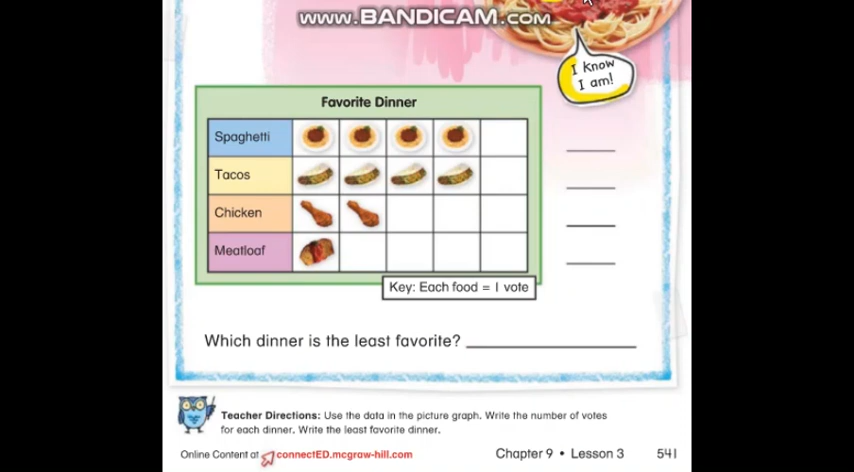 www.BANDICAM.com
I know
I am!
Favorite Dinner
Spaghetti
Tacos
Chicken
Meatloaf
Key: Each food = 1 vote
Which dinner is the least favorite?
Teacher Directions: Use the data in the picture graph. Write the number of votes
for each dinner. Write the least favorite dinner.
Online Content at connectED.mcgraw-hill.com
Chapter 9 • Lesson 3 541